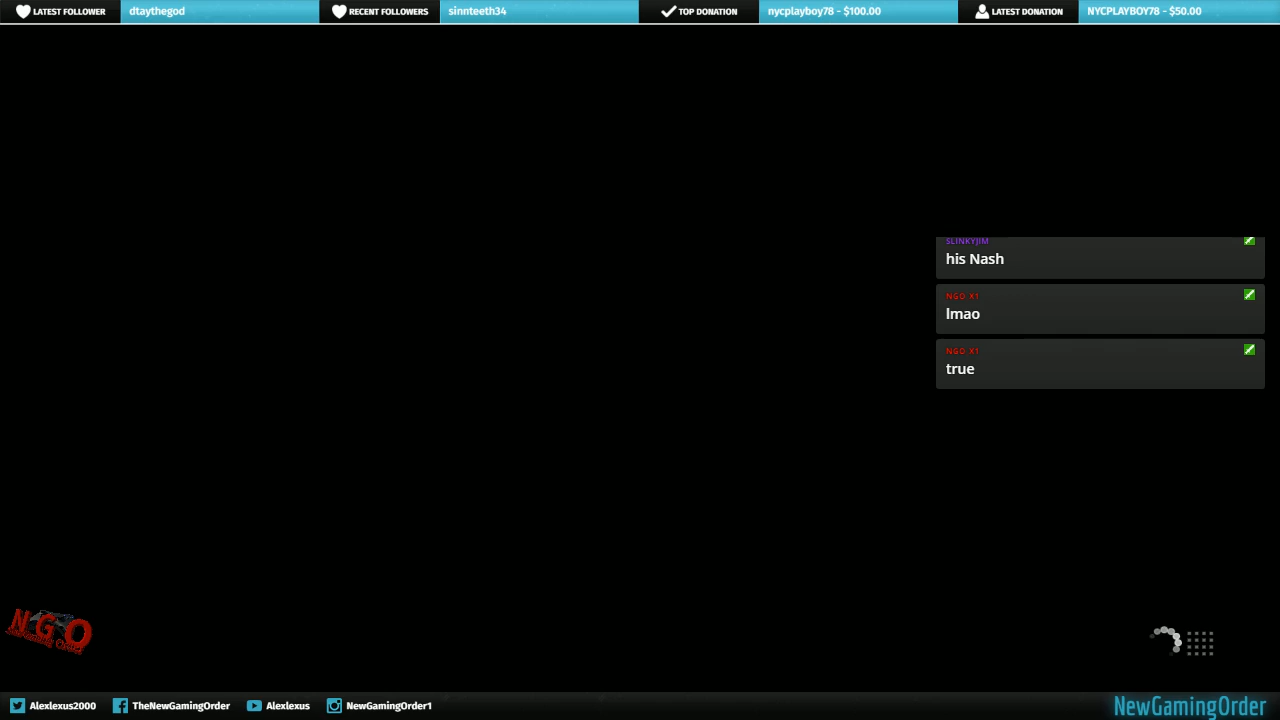 LATEST FOLLOWER dtaythegod RECENT FOLLOWERS sinnteeth34 TOP DONATION nycplayboy78 - $100.00 LATEST DONATION NYCPLAYBOY78 - $50.00
SLINKYJIM
his Nash
NGO X1
lmao
NGO X1
true
NGO
Alexlexus2000 TheNewGamingOrder Alexlexus NewGamingOrder1 NewGamingOrder